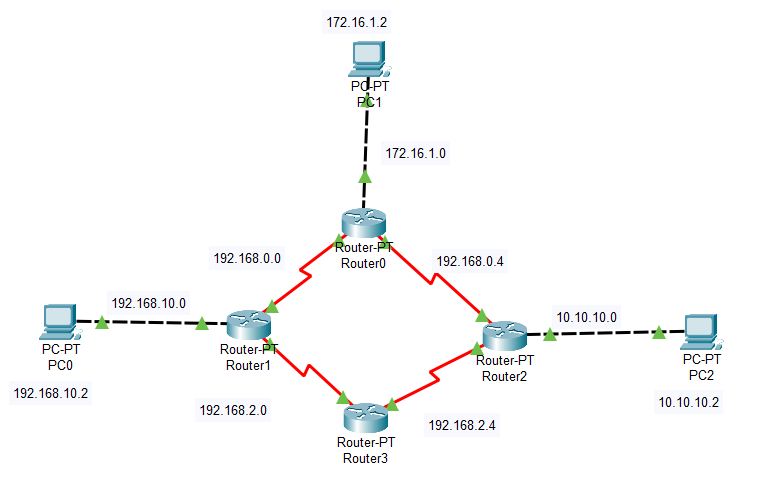 172.16.1.2
PC-PT
PC1
172.16.1.0
Router-PT
Router0
192.168.0.0
192.168.0.4
192.168.10.0
10.10.10.0
PC-PT
PC0
192.168.10.2
Router-PT
Router1
Router-PT
Router2
PC-PT
PC2
10.10.10.2
192.168.2.0
192.168.2.4
Router-PT
Router3